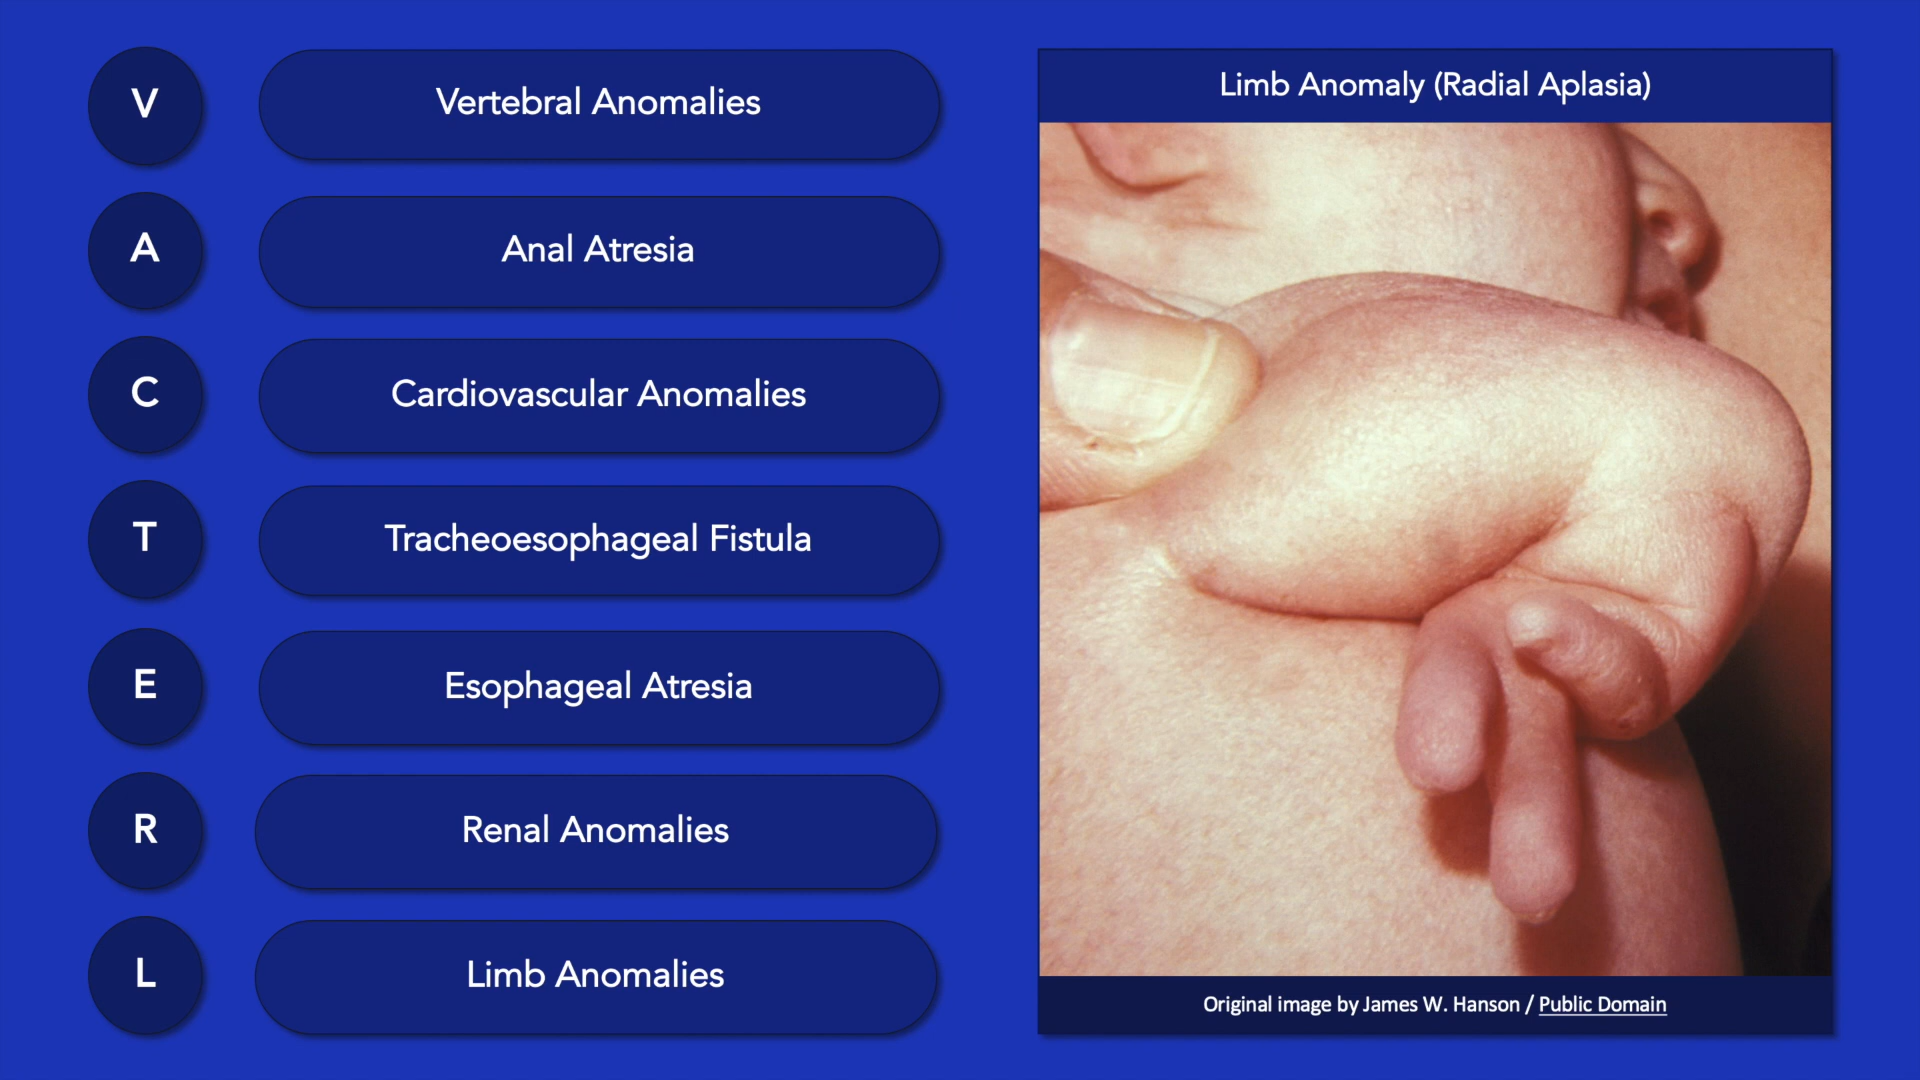 V
Vertebral Anomalies
A
Anal Atresia
C
Cardiovascular Anomalies
T
Tracheoesophageal Fistula
E
Esophageal Atresia
R
Renal Anomalies
L
Limb Anomalies
Limb Anomaly (Radial Aplasia)
Original image by James W. Hanson / Public Domain